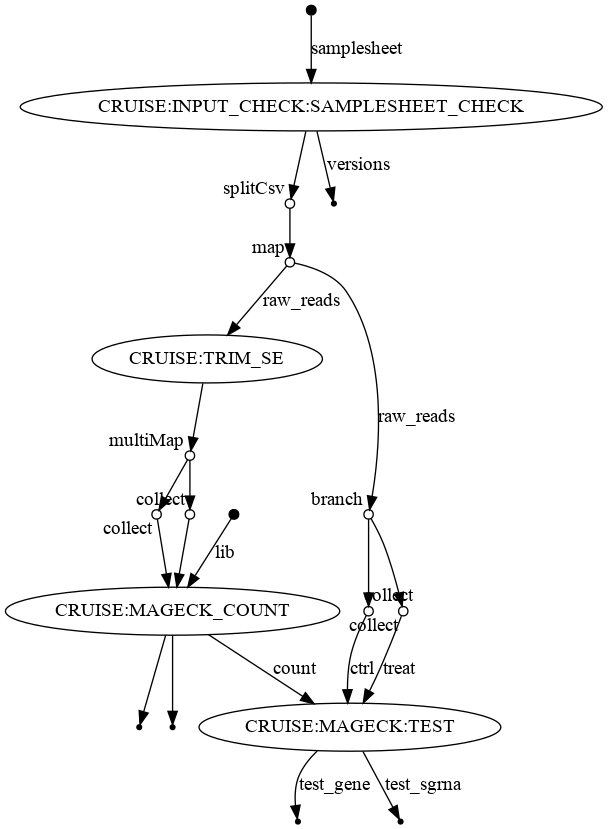 samplesheet
CRUISE:INPUT_CHECK:SAMPLESHEET_CHECK
versions
splitCsv
map
raw_reads
CRUISE:TRIM_SE
raw_reads
multiMap
collect
branch
collect
lib
collect
CRUISE:MAGECK_COUNT
collect
count
ctrl
treat
CRUISE:MAGECK:TEST
test_gene
test_sgrna